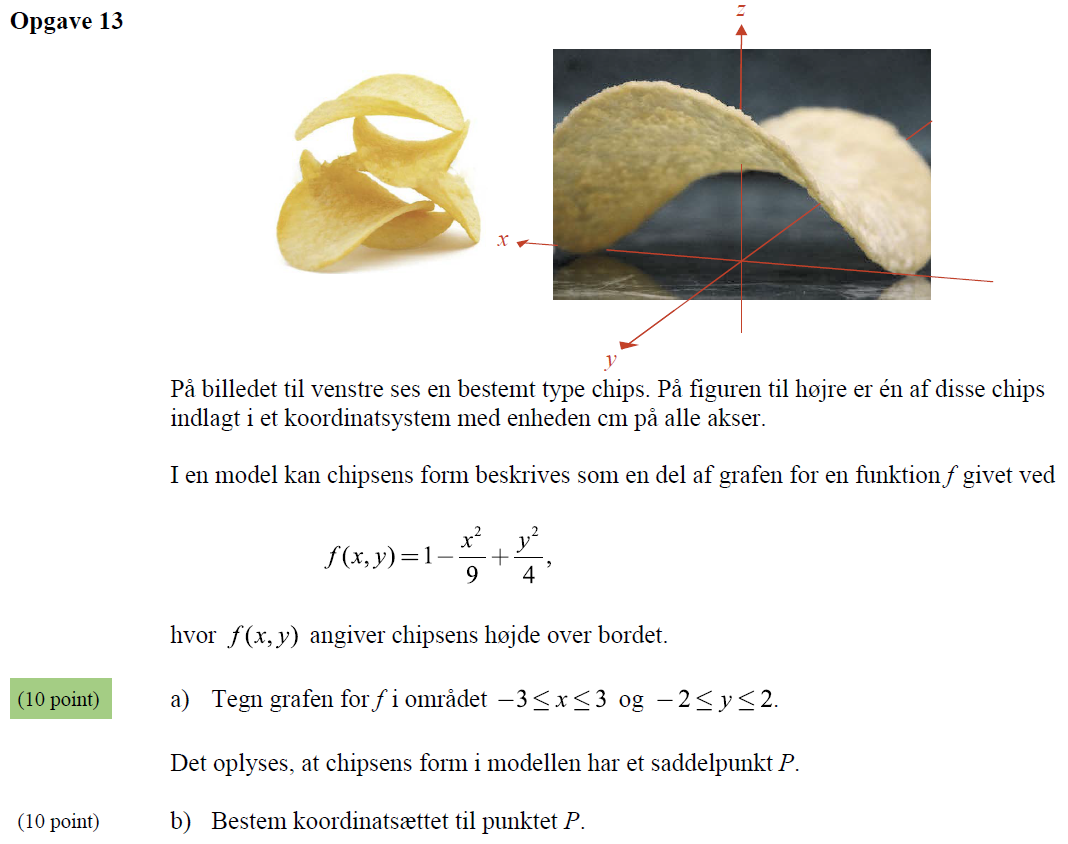 Opgave 13
z
x
y
På billedet til venstre ses en bestemt type chips. På figuren til højre er én af disse chips
indlagt i et koordinatsystem med enheden cm på alle akser.
I en model kan chipsens form beskrives som en del af grafen for en funktion f givet ved
f(x,y)=1−x²/9+y²/4,
hvor f(x,y) angiver chipsens højde over bordet.
(10 point) a) Tegn grafen for f i området −3≤x≤3 og −2≤y≤2.
Det oplyses, at chipsens form i modellen har et saddelpunkt P.
(10 point) b) Bestem koordinatsættet til punktet P.